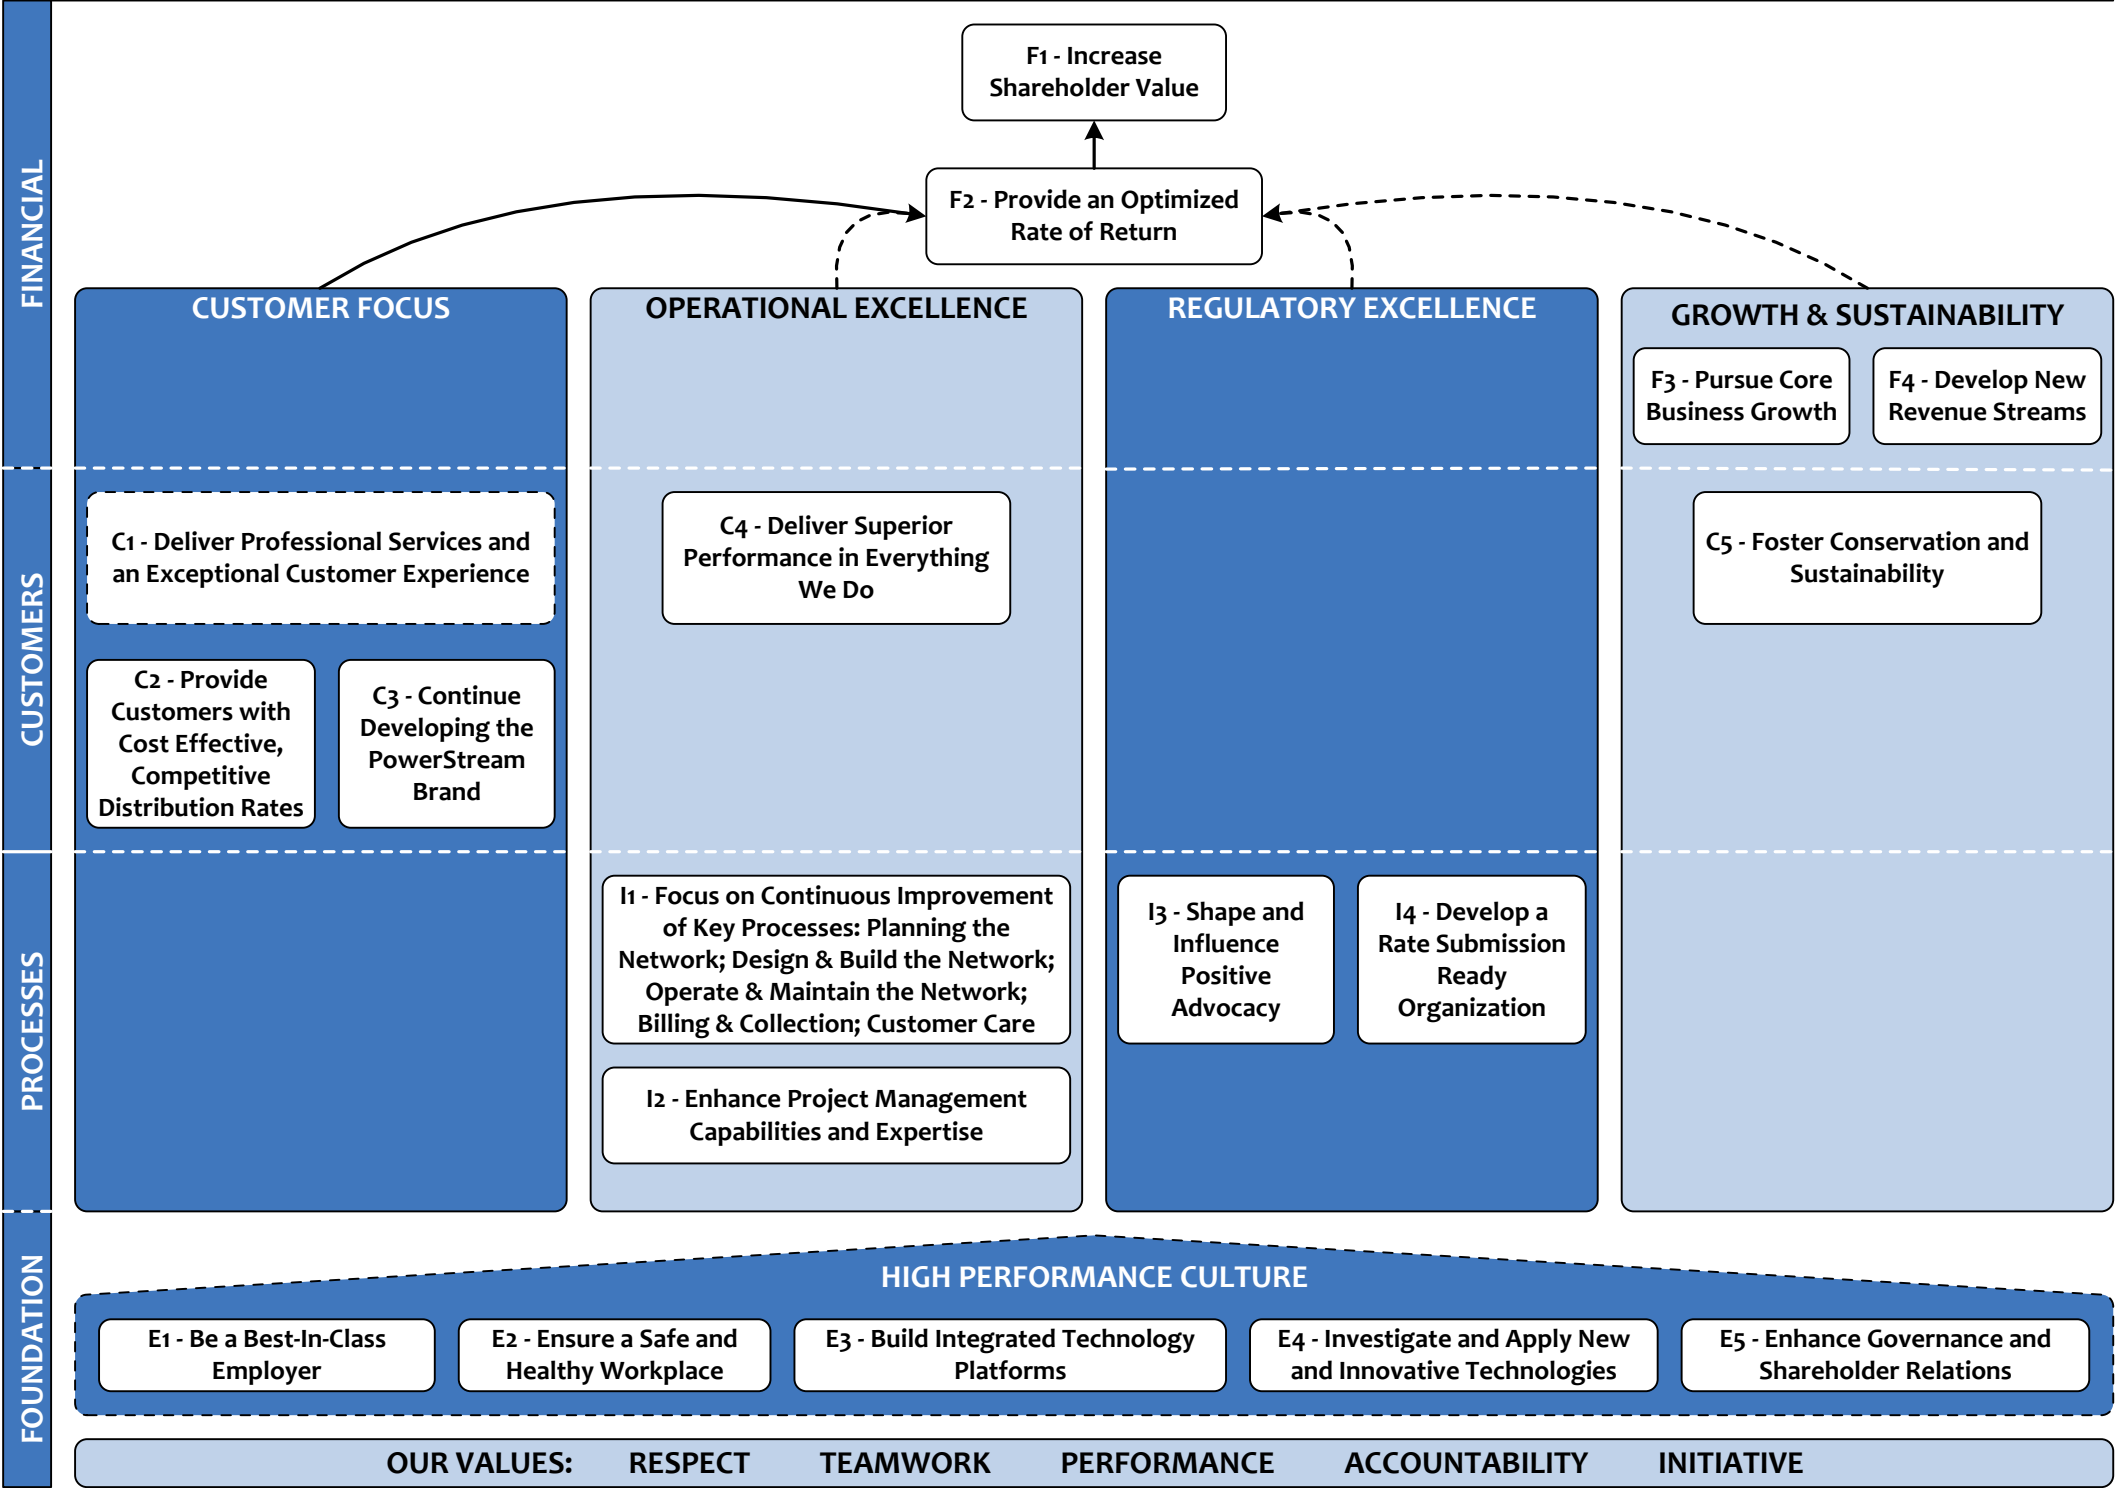 F1 - Increase
Shareholder Value
F2 - Provide an Optimized
Rate of Return
FINANCIAL
CUSTOMER FOCUS
OPERATIONAL EXCELLENCE
REGULATORY EXCELLENCE
GROWTH & SUSTAINABILITY
F3 - Pursue Core
Business Growth
F4 - Develop New
Revenue Streams
CUSTOMERS
C1 - Deliver Professional Services and
an Exceptional Customer Experience
C2 - Provide
Customers with
Cost Effective,
Competitive
Distribution Rates
C3 - Continue
Developing the
PowerStream
Brand
C4 - Deliver Superior
Performance in Everything
We Do
C5 - Foster Conservation and
Sustainability
PROCESSES
I1 - Focus on Continuous Improvement
of Key Processes: Planning the
Network; Design & Build the Network;
Operate & Maintain the Network;
Billing & Collection; Customer Care
I2 - Enhance Project Management
Capabilities and Expertise
I3 - Shape and
Influence
Positive
Advocacy
I4 - Develop a
Rate Submission
Ready
Organization
FOUNDATION
HIGH PERFORMANCE CULTURE
E1 - Be a Best-In-Class
Employer
E2 - Ensure a Safe and
Healthy Workplace
E3 - Build Integrated Technology
Platforms
E4 - Investigate and Apply New
and Innovative Technologies
E5 - Enhance Governance and
Shareholder Relations
OUR VALUES: RESPECT TEAMWORK PERFORMANCE ACCOUNTABILITY INITIATIVE